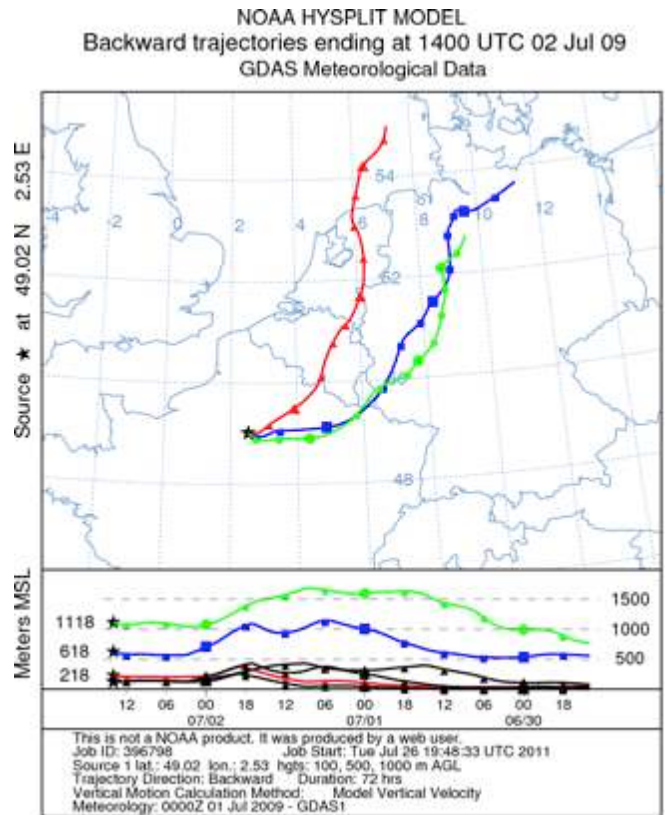 NOAA HYSPLIT MODEL
Backward trajectories ending at 1400 UTC 02 Jul 09
GDAS Meteorological Data
Source ★ at 49.02 N 2.53 E
-4 -2 0 2 4 6 8 10 12 14
54
52
48
Meters MSL
1118
618
218
1500
1000
500
12 06 00 18 12 06 00 18 12 06 00 18
07/02 07/01 06/30
This is not a NOAA product. It was produced by a web user.
Job ID: 396798 Job Start: Tue Jul 26 19:48:33 UTC 2011
Source 1 lat.: 49.02 lon.: 2.53 hgts: 100, 500, 1000 m AGL
Trajectory Direction: Backward Duration: 72 hrs
Vertical Motion Calculation Method: Model Vertical Velocity
Meteorology: 0000Z 01 Jul 2009 - GDAS1